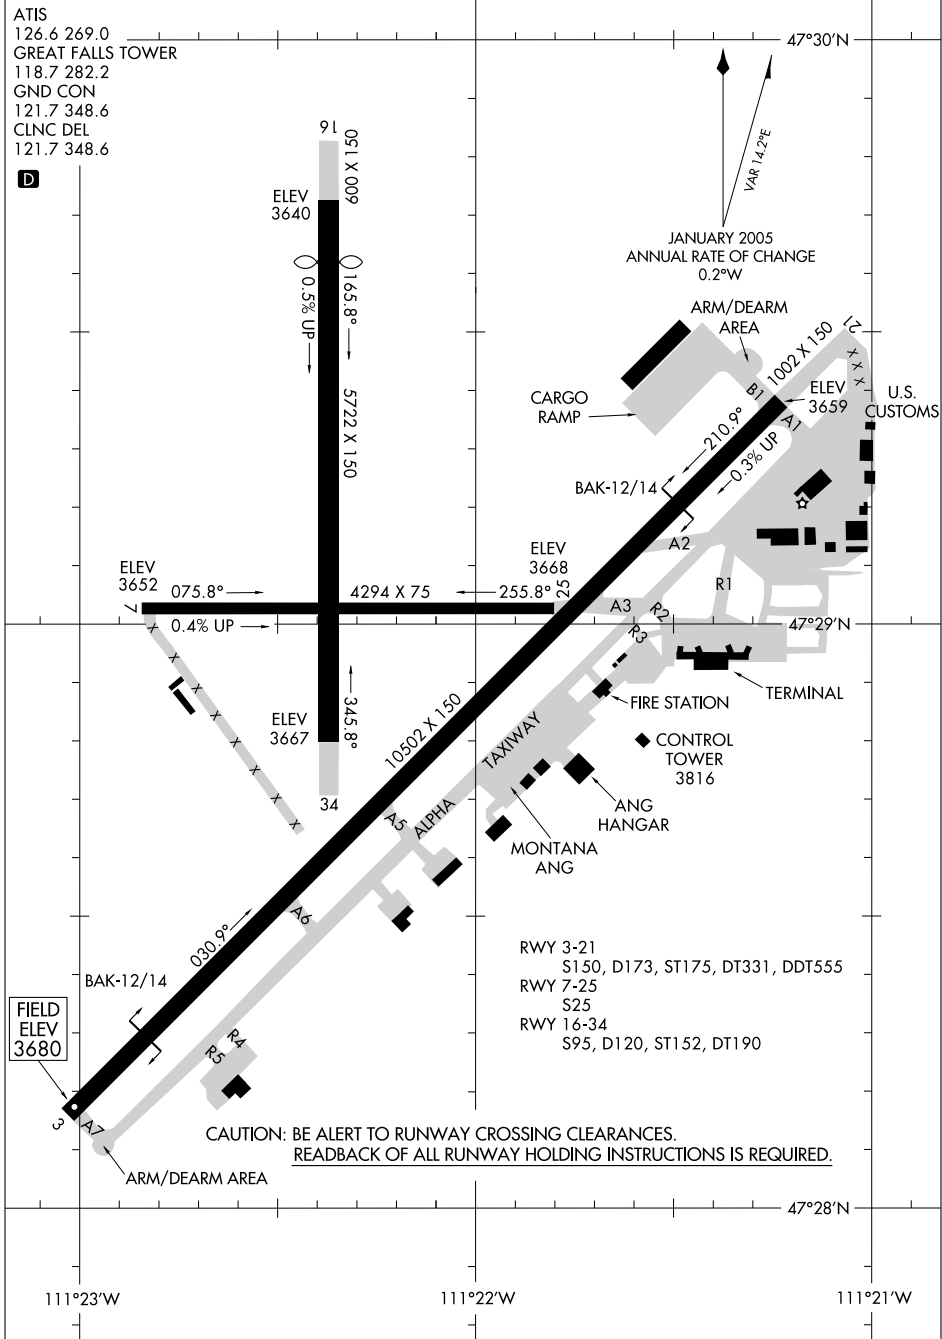 ATIS
126.6 269.0
GREAT FALLS TOWER
118.7 282.2
GND CON
121.7 348.6
CLNC DEL
121.7 348.6
D
47°30'N
VAR 14.2°E
JANUARY 2005
ANNUAL RATE OF CHANGE
0.2°W
16
600 X 150
ELEV
3640
0.5% UP
165.8°
5722 X 150
ARM/DEARM
AREA
21
1002 X 150
X X X
B1
A1
ELEV
3659
U.S.
CUSTOMS
CARGO
RAMP
210.9°
0.3% UP
BAK-12/14
A2
ELEV
3652
075.8°
4294 X 75
255.8°
ELEV
3668
7
25
0.4% UP
A3
R1
R2
R3
47°29'N
X X X X X X X
TERMINAL
FIRE STATION
CONTROL
TOWER
3816
ELEV
3667
345.8°
34
10502 X 150
ALPHA
TAXIWAY
ANG
HANGAR
MONTANA
ANG
A5
A6
030.9°
BAK-12/14
RWY 3-21
S150, D173, ST175, DT331, DDT555
RWY 7-25
S25
RWY 16-34
S95, D120, ST152, DT190
FIELD
ELEV
3680
R4
R5
3
A7
CAUTION: BE ALERT TO RUNWAY CROSSING CLEARANCES.
READBACK OF ALL RUNWAY HOLDING INSTRUCTIONS IS REQUIRED.
ARM/DEARM AREA
47°28'N
111°23'W
111°22'W
111°21'W